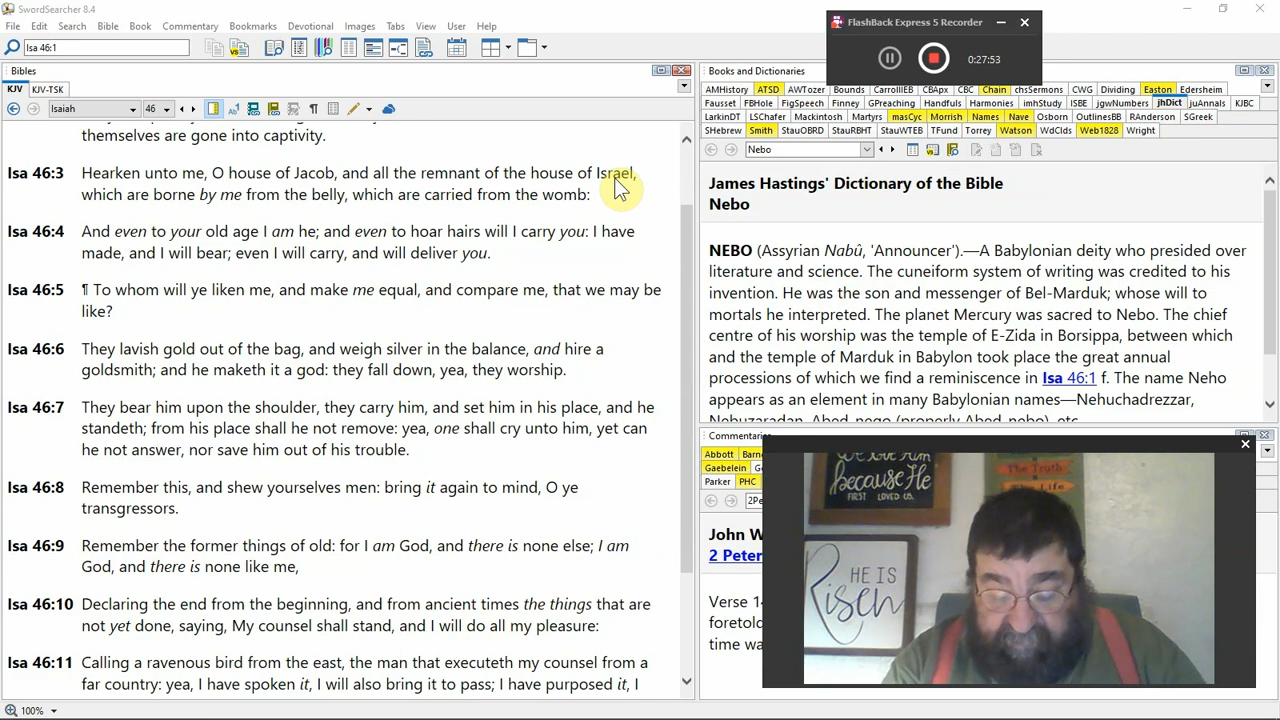 SwordSearcher 8.4
File Edit Search Bible Book Commentary Bookmarks Devotional Images Tabs View User Help
Isa 46:1
FlashBack Express 5 Recorder
0:27:53
Bibles
KJV KJV-TSK
Isaiah 46
themselves are gone into captivity.
Isa 46:3 Hearken unto me, O house of Jacob, and all the remnant of the house of Israel,
which are borne by me from the belly, which are carried from the womb:
Isa 46:4 And even to your old age I am he; and even to hoar hairs will I carry you: I have
made, and I will bear; even I will carry, and will deliver you.
Isa 46:5 ¶ To whom will ye liken me, and make me equal, and compare me, that we may be
like?
Isa 46:6 They lavish gold out of the bag, and weigh silver in the balance, and hire a
goldsmith; and he maketh it a god: they fall down, yea, they worship.
Isa 46:7 They bear him upon the shoulder, they carry him, and set him in his place, and he
standeth; from his place shall he not remove: yea, one shall cry unto him, yet can
he not answer, nor save him out of his trouble.
Isa 46:8 Remember this, and shew yourselves men: bring it again to mind, O ye
transgressors.
Isa 46:9 Remember the former things of old: for I am God, and there is none else; I am
God, and there is none like me,
Isa 46:10 Declaring the end from the beginning, and from ancient times the things that are
not yet done, saying, My counsel shall stand, and I will do all my pleasure:
Isa 46:11 Calling a ravenous bird from the east, the man that executeth my counsel from a
far country: yea, I have spoken it, I will also bring it to pass; I have purposed it, I
100%
Books and Dictionaries
AMHistory ATSD AWTozer Bounds CarrollEB CBApx CBC Chain chsSermons CWG Dividing Easton Edersheim
Fausset FBHole FigSpeech Finney GPreaching Handfuls Harmonies imhStudy ISBE jgwNumbers jhDict juAnnals KJBC
LarkinDT LSChafer Mackintosh Martyrs masCyc Morrish Names Nave Osborn OutlinesBB RAnderson SGreek
SHebrew Smith StauOBRD StauRBHT StauWTEB TFund Torrey Watson WdClds Web1828 Wright
Nebo
James Hastings' Dictionary of the Bible
Nebo
NEBO (Assyrian Nabû, 'Announcer').—A Babylonian deity who presided over
literature and science. The cuneiform system of writing was credited to his
invention. He was the son and messenger of Bel-Marduk; whose will to
mortals he interpreted. The planet Mercury was sacred to Nebo. The chief
centre of his worship was the temple of E-Zida in Borsippa, between which
and the temple of Marduk in Babylon took place the great annual
processions of which we find a reminiscence in Isa 46:1 f. The name Neho
appears as an element in many Babylonian names—Nehuchadrezzar,
Nebuzaradan, Abed-nego (properly Abed-nebo), etc.
Commentaries
Abbott Barn
Gaebelein
Parker PHC
2Pe
John W
2 Peter
Verse 1
foretold
time wa
because He
FIRST LOVED US.
The Truth
The Life
HE IS
Risen